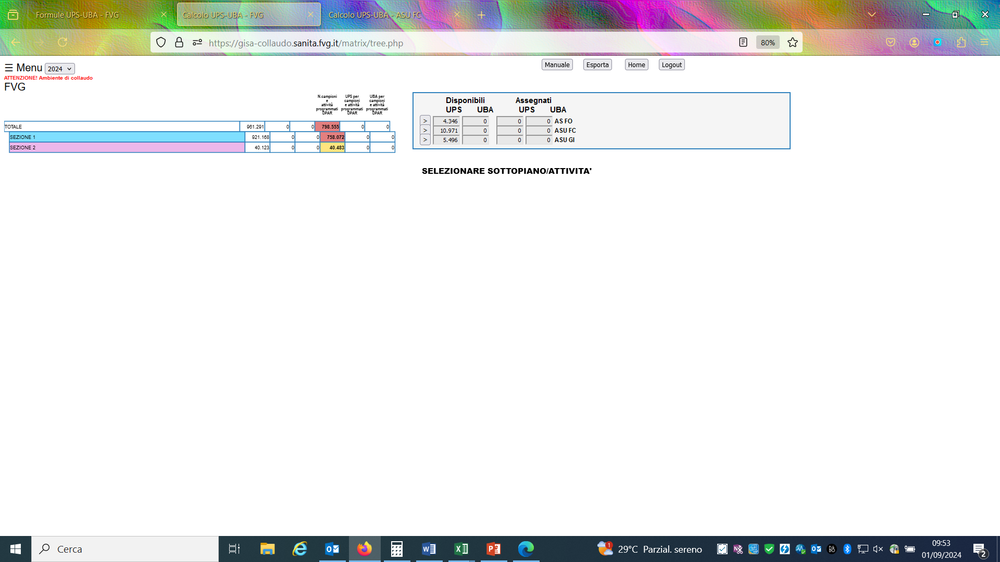 Formule UPS-UBA - FVG
Calcolo UPS-UBA - FVG
Calcolo UPS-UBA - ASU FC
https://gisa-collaudo.sanita.fvg.it/matrix/tree.php
80%
☰ Menu 2024
Manuale Esporta Home Logout
ATTENZIONE! Ambiente di collaudo
FVG
N.campioni e attività programmati DPAR
UPS per campioni e attività programmati DPAR
UBA per campioni e attività programmati DPAR
TOTALE 961.291 0 0 798.555 0 0
SEZIONE 1 921.168 0 0 758.072 0 0
SEZIONE 2 40.123 0 0 40.483 0 0
Disponibili Assegnati
UPS UBA UPS UBA
> 4.346 0 0 0 AS FO
> 10.971 0 0 0 ASU FC
> 5.496 0 0 0 ASU GI
SELEZIONARE SOTTOPIANO/ATTIVITA'
Cerca
1
29°C Parzial. sereno
09:53
01/09/2024
2